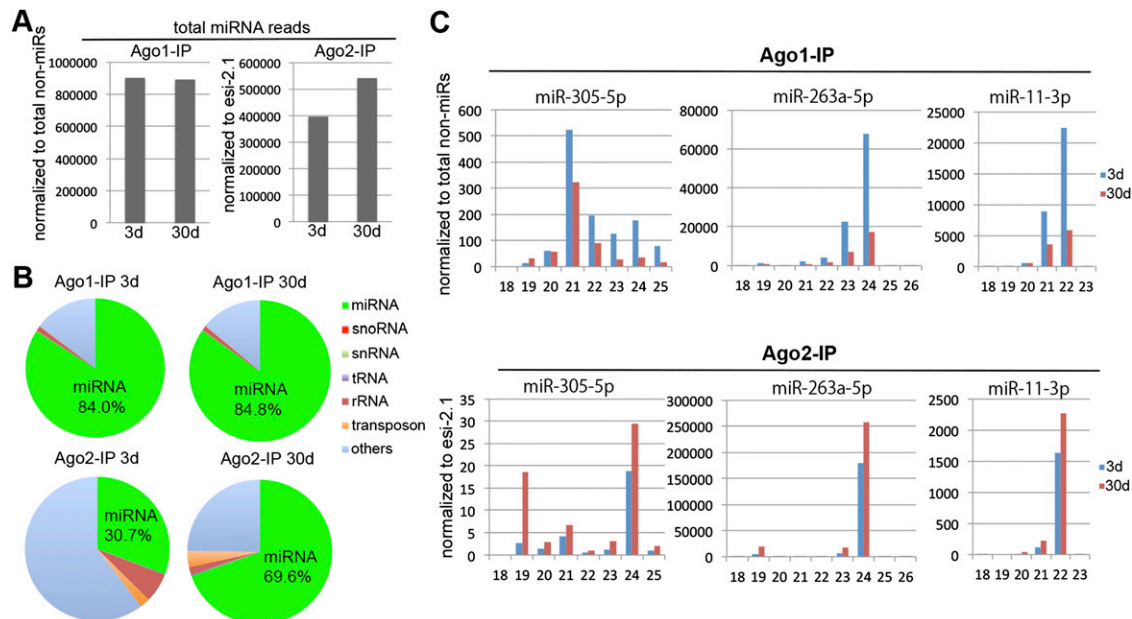 A
total miRNA reads
Ago1-IP
Ago2-IP
normalized to total non-miRs
1000000
800000
600000
400000
200000
0
3d 30d
normalized to esi-2.1
600000
500000
400000
300000
200000
100000
0
3d 30d
B
Ago1-IP 3d
Ago1-IP 30d
miRNA
84.0%
miRNA
84.8%
Ago2-IP 3d
Ago2-IP 30d
miRNA
30.7%
miRNA
69.6%
miRNA
snoRNA
snRNA
tRNA
rRNA
transposon
others
C
Ago1-IP
normalized to total non-miRs
miR-305-5p
600
500
400
300
200
100
0
18 19 20 21 22 23 24 25
miR-263a-5p
80000
60000
40000
20000
0
18 19 20 21 22 23 24 25 26
miR-11-3p
25000
20000
15000
10000
5000
0
18 19 20 21 22 23
3d
30d
Ago2-IP
normalized to esi-2.1
miR-305-5p
35
30
25
20
15
10
5
0
18 19 20 21 22 23 24 25
miR-263a-5p
300000
250000
200000
150000
100000
50000
0
18 19 20 21 22 23 24 25 26
miR-11-3p
2500
2000
1500
1000
500
0
18 19 20 21 22 23
3d
30d